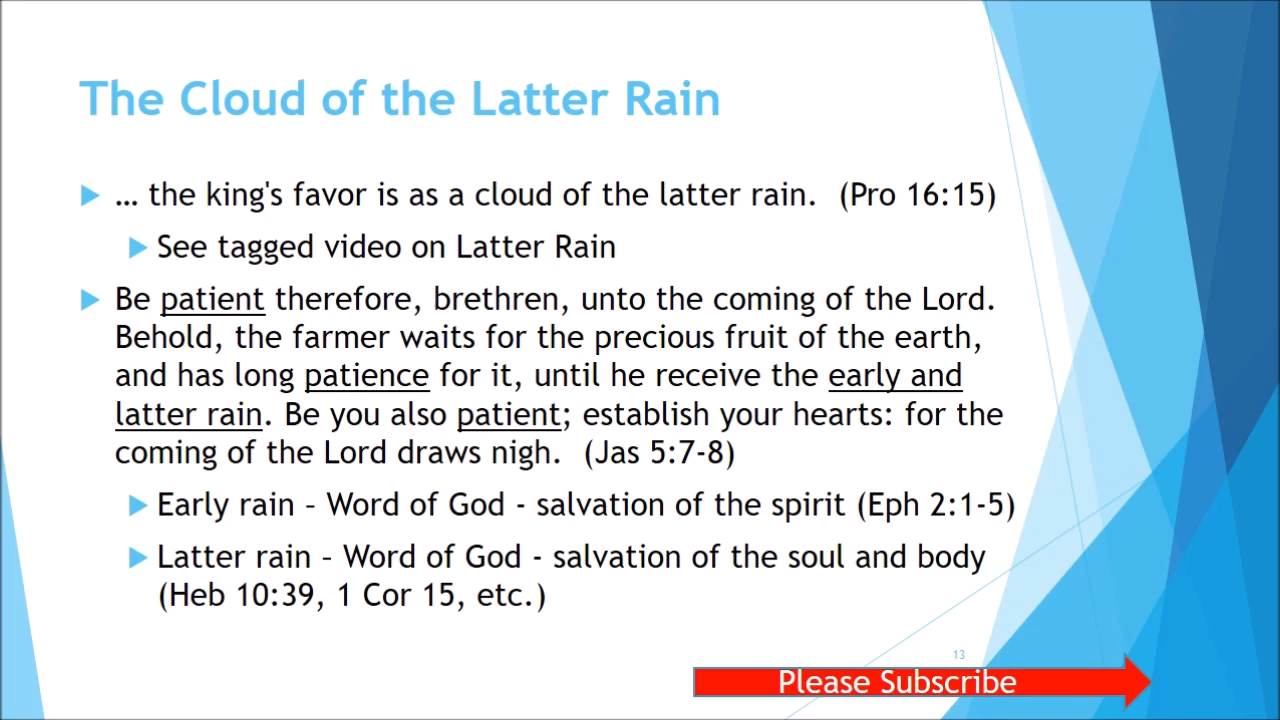 The Cloud of the Latter Rain
… the king's favor is as a cloud of the latter rain.  (Pro 16:15)
See tagged video on Latter Rain
Be patient therefore, brethren, unto the coming of the Lord.
Behold, the farmer waits for the precious fruit of the earth,
and has long patience for it, until he receive the early and
latter rain. Be you also patient; establish your hearts: for the
coming of the Lord draws nigh.  (Jas 5:7-8)
Early rain – Word of God - salvation of the spirit (Eph 2:1-5)
Latter rain – Word of God - salvation of the soul and body
(Heb 10:39, 1 Cor 15, etc.)
13
Please Subscribe